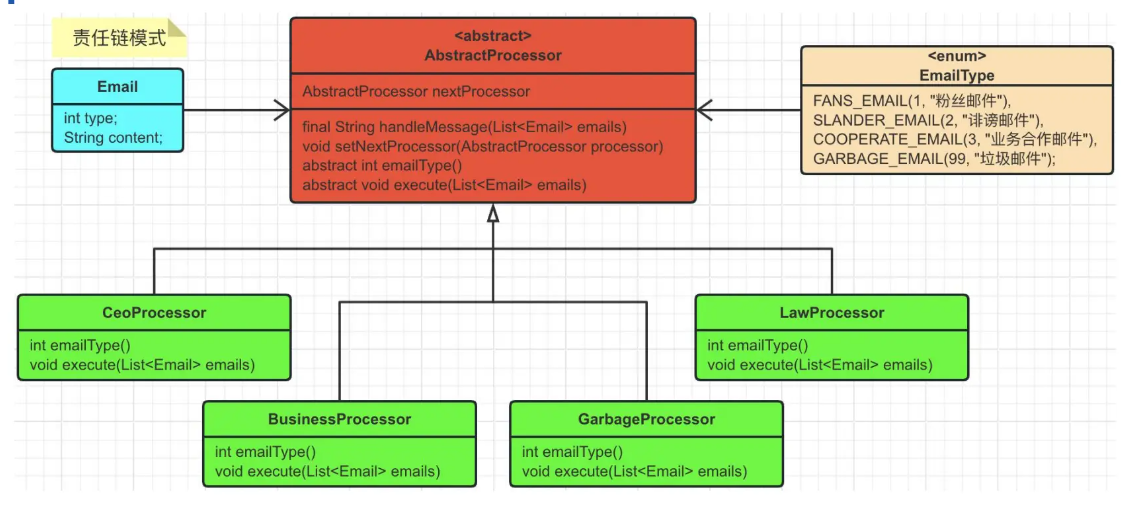 责任链模式
Email
int type;
String content;
<abstract>
AbstractProcessor
AbstractProcessor nextProcessor
final String handleMessage(List<Email> emails)
void setNextProcessor(AbstractProcessor processor)
abstract int emailType()
abstract void execute(List<Email> emails)
<enum>
EmailType
FANS_EMAIL(1, "粉丝邮件"),
SLANDER_EMAIL(2, "诽谤邮件"),
COOPERATE_EMAIL(3, "业务合作邮件"),
GARBAGE_EMAIL(99, "垃圾邮件");
CeoProcessor
int emailType()
void execute(List<Email> emails)
LawProcessor
int emailType()
void execute(List<Email> emails)
BusinessProcessor
int emailType()
void execute(List<Email> emails)
GarbageProcessor
int emailType()
void execute(List<Email> emails)